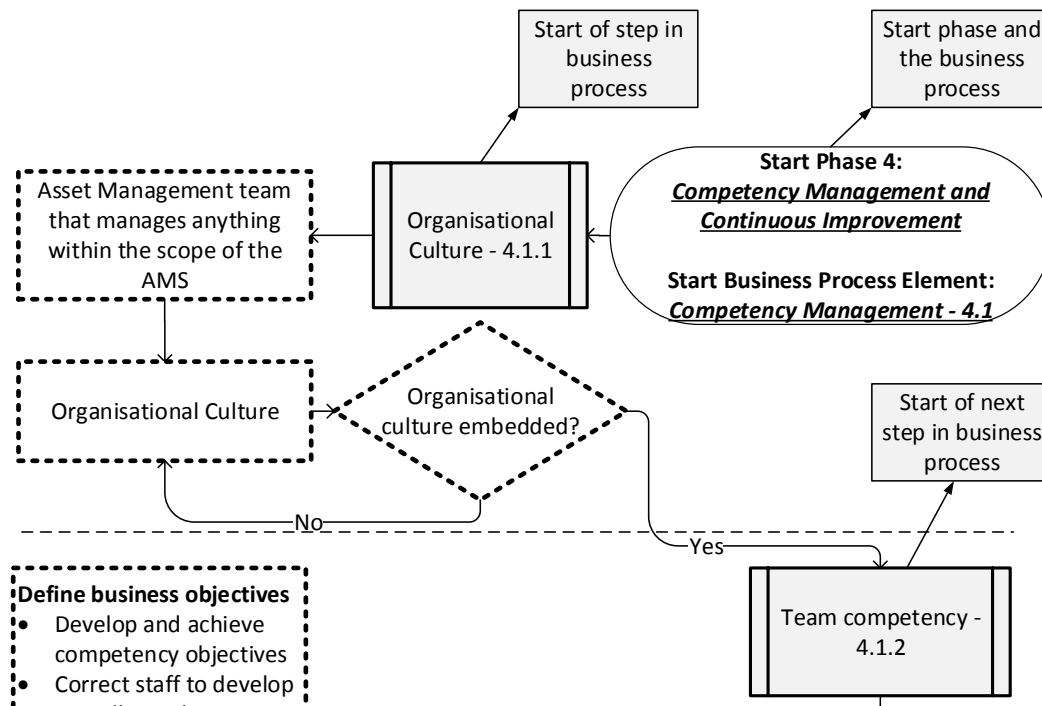 Start of step in
business
process
Start phase and
the business
process
Start Phase 4:
Competency Management and
Continuous Improvement
Start Business Process Element:
Competency Management - 4.1
Organisational
Culture - 4.1.1
Asset Management team
that manages anything
within the scope of the
AMS
Organisational Culture
Organisational
culture embedded?
Start of next
step in business
process
No
Yes
Define business objectives
• Develop and achieve
competency objectives
• Correct staff to develop
Team competency -
4.1.2